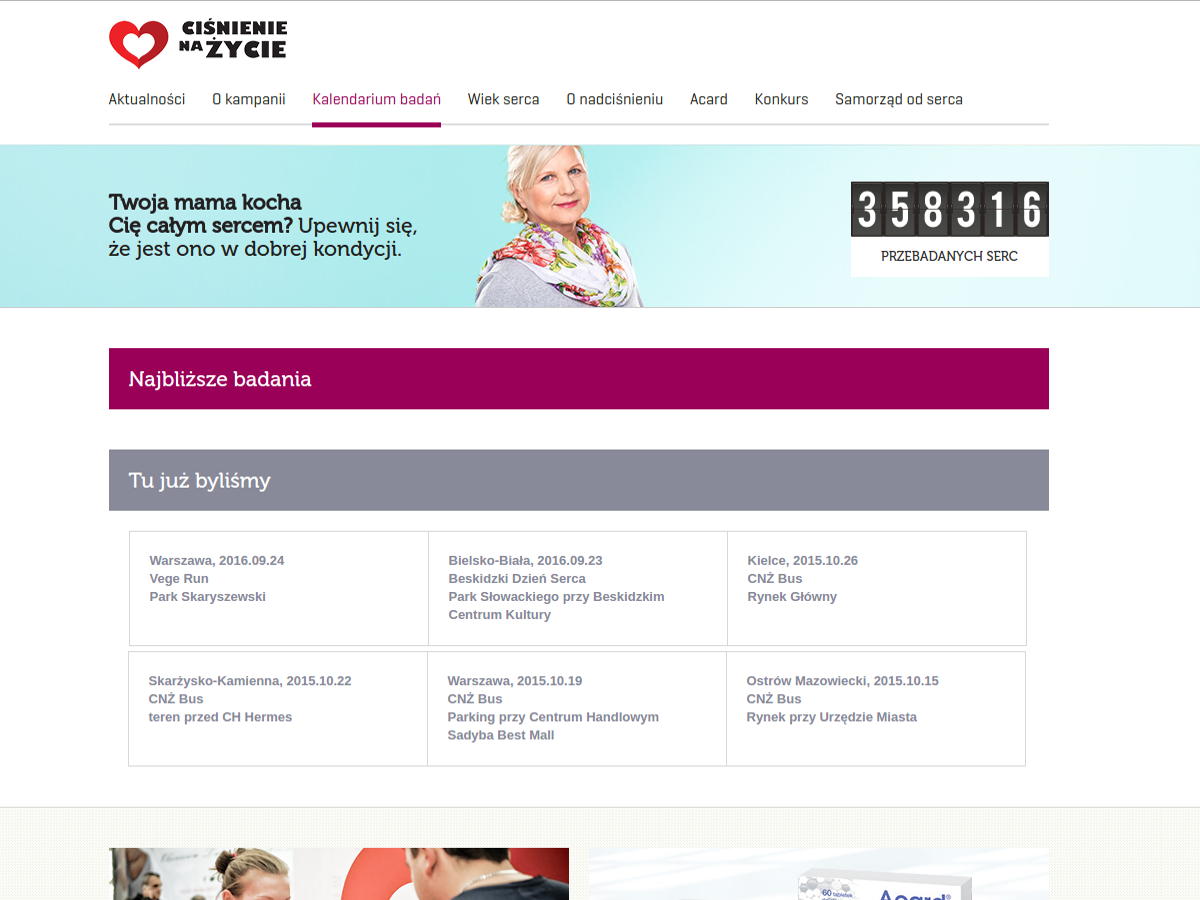 CIŚNIENIE
NA ŻYCIE
Aktualności O kampanii Kalendarium badań Wiek serca O nadciśnieniu Acard Konkurs Samorząd od serca
Twoja mama kocha
Cię całym sercem? Upewnij się,
że jest ono w dobrej kondycji.
358316
PRZEBADANYCH SERC
Najbliższe badania
Tu już byliśmy
Warszawa, 2016.09.24
Vege Run
Park Skaryszewski
Bielsko-Biała, 2016.09.23
Beskidzki Dzień Serca
Park Słowackiego przy Beskidzkim
Centrum Kultury
Kielce, 2015.10.26
CNŻ Bus
Rynek Główny
Skarżysko-Kamienna, 2015.10.22
CNŻ Bus
teren przed CH Hermes
Warszawa, 2015.10.19
CNŻ Bus
Parking przy Centrum Handlowym
Sadyba Best Mall
Ostrów Mazowiecki, 2015.10.15
CNŻ Bus
Rynek przy Urzędzie Miasta
60 tabletek
Acard®